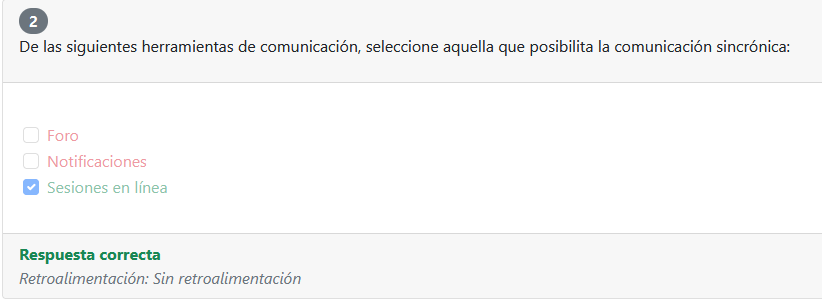 2
De las siguientes herramientas de comunicación, seleccione aquella que posibilita la comunicación sincrónica:
Foro
Notificaciones
Sesiones en línea
Respuesta correcta
Retroalimentación: Sin retroalimentación